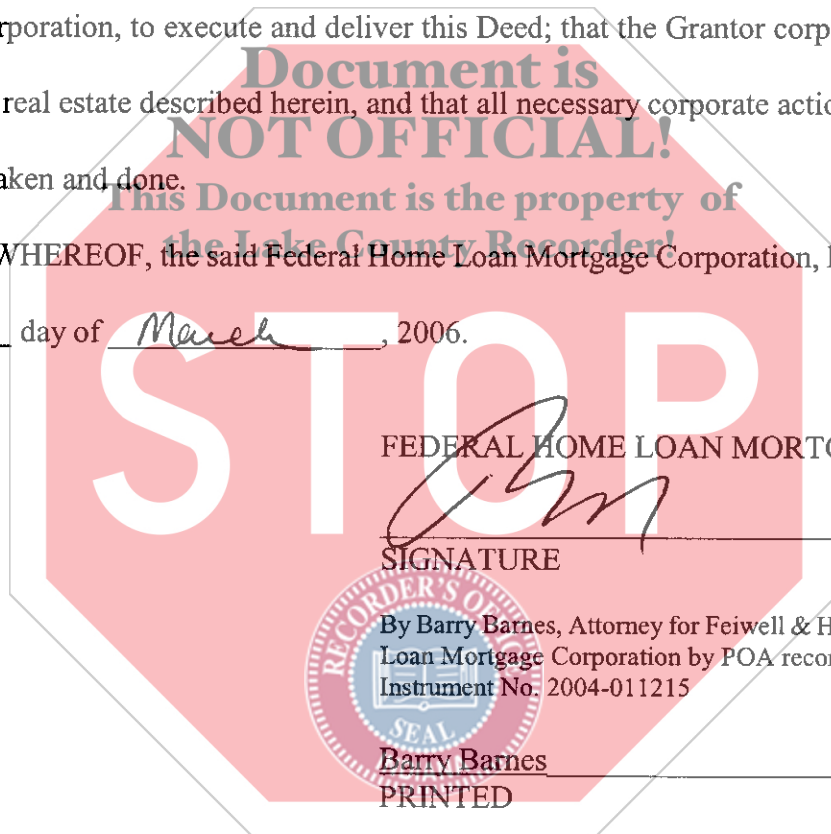 rporation, to execute and deliver this Deed; that the Grantor corp
Document is
real estate described herein, and that all necessary corporate actio
NOT OFFICIAL!
aken and done.
This Document is the property of
the Lake County Recorder!
WHEREOF, the said Federal Home Loan Mortgage Corporation,
day of March, 2006.
STOP
FEDERAL HOME LOAN MORTG
SIGNATURE
RECORDER'S OFFICE
By Barry Barnes, Attorney for Feiwell & H
Loan Mortgage Corporation by POA recor
Instrument No. 2004-011215
SEAL
Barry Barnes
PRINTED